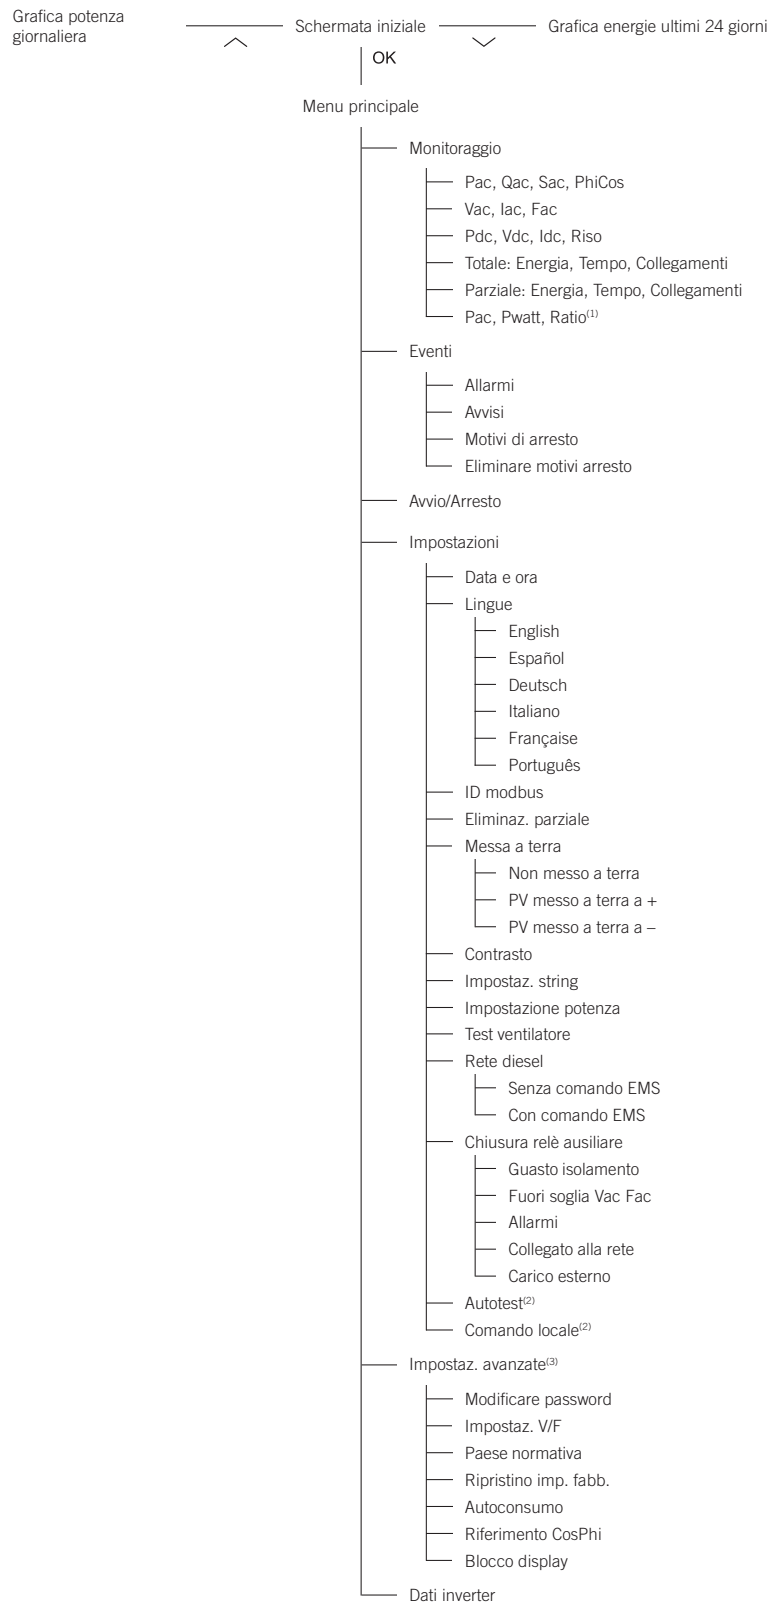 Grafica potenza
giornaliera
Schermata iniziale
Grafica energie ultimi 24 giorni
OK
Menu principale
Monitoraggio
Pac, Qac, Sac, PhiCos
Vac, Iac, Fac
Pdc, Vdc, Idc, Riso
Totale: Energia, Tempo, Collegamenti
Parziale: Energia, Tempo, Collegamenti
Pac, Pwatt, Ratio(1)
Eventi
Allarmi
Avvisi
Motivi di arresto
Eliminare motivi arresto
Avvio/Arresto
Impostazioni
Data e ora
Lingue
English
Español
Deutsch
Italiano
Française
Português
ID modbus
Eliminaz. parziale
Messa a terra
Non messo a terra
PV messo a terra a +
PV messo a terra a –
Contrasto
Impostaz. string
Impostazione potenza
Test ventilatore
Rete diesel
Senza comando EMS
Con comando EMS
Chiusura relè ausiliare
Guasto isolamento
Fuori soglia Vac Fac
Allarmi
Collegato alla rete
Carico esterno
Autotest(2)
Comando locale(2)
Impostaz. avanzate(3)
Modificare password
Impostaz. V/F
Paese normativa
Ripristino imp. fabb.
Autoconsumo
Riferimento CosPhi
Blocco display
Dati inverter